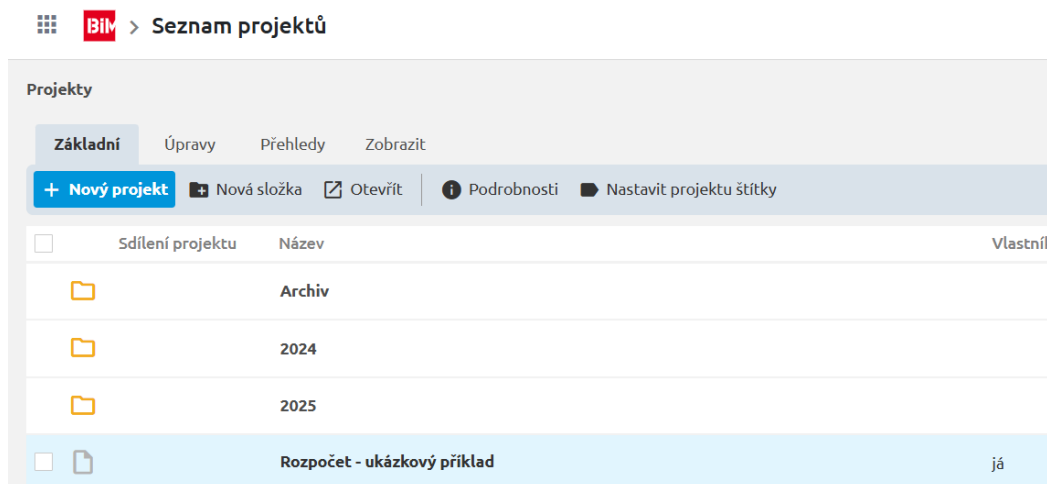 BiM > Seznam projektů
Projekty
Základní Úpravy Přehledy Zobrazit
+ Nový projekt Nová složka Otevřít Podrobnosti Nastavit projektu štítky
Sdílení projektu Název Vlastník
Archiv
2024
2025
Rozpočet - ukázkový příklad já